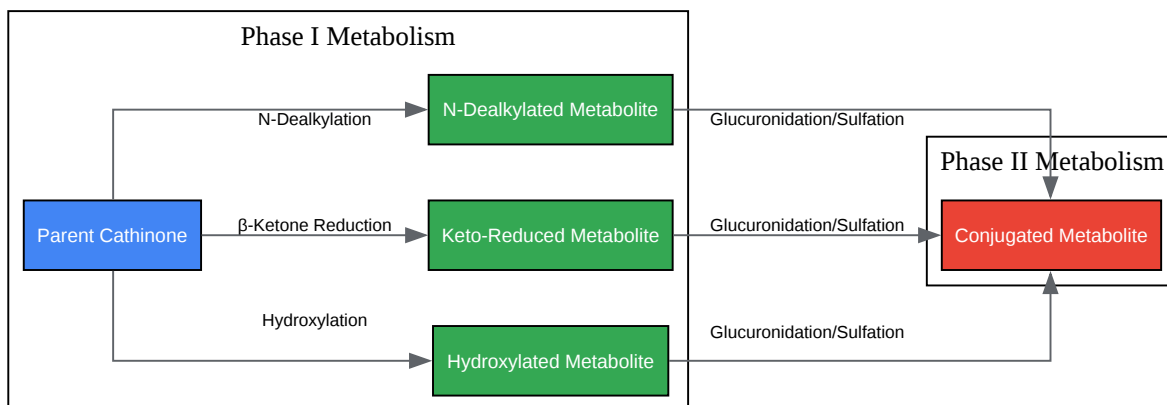 Phase I Metabolism
N-Dealkylated Metabolite
N-Dealkylation
Glucuronidation/Sulfation
Phase II Metabolism
Parent Cathinone
β-Ketone Reduction
Keto-Reduced Metabolite
Glucuronidation/Sulfation
Conjugated Metabolite
Hydroxylation
Hydroxylated Metabolite
Glucuronidation/Sulfation